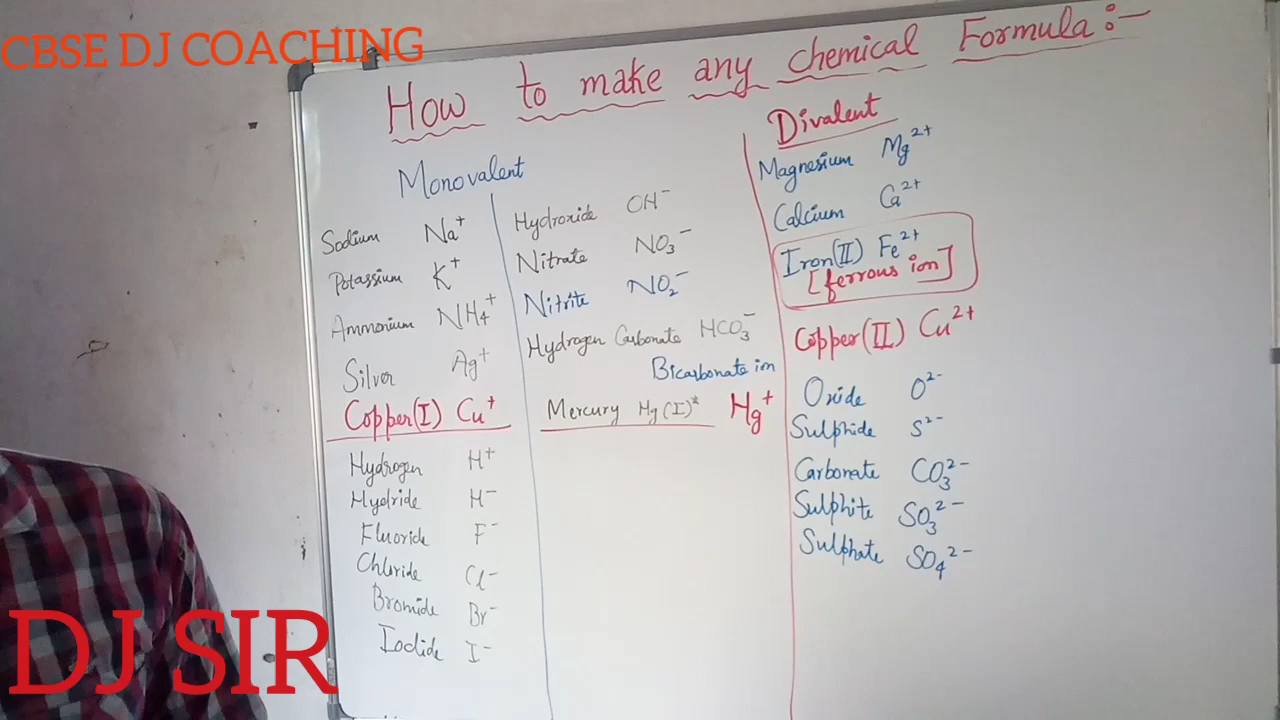 CBSE DJ COACHING
How to make any chemical Formula:-
Monovalent
Sodium Na⁺
Potassium K⁺
Ammonium NH₄⁺
Silver Ag⁺
Copper(I) Cu⁺
Hydrogen H⁺
Hydride H⁻
Fluoride F⁻
Chloride Cl⁻
Bromide Br⁻
Iodide I⁻
Hydroxide OH⁻
Nitrate NO₃⁻
Nitrite NO₂⁻
Hydrogen Carbonate HCO₃⁻
Bicarbonate ion
Mercury Hg(I)* Hg⁺
Divalent
Magnesium Mg²⁺
Calcium Ca²⁺
Iron(II) Fe²⁺
[ferrous ion]
Copper(II) Cu²⁺
Oxide O²⁻
Sulphide S²⁻
Carbonate CO₃²⁻
Sulphite SO₃²⁻
Sulphate SO₄²⁻
DJ SIR